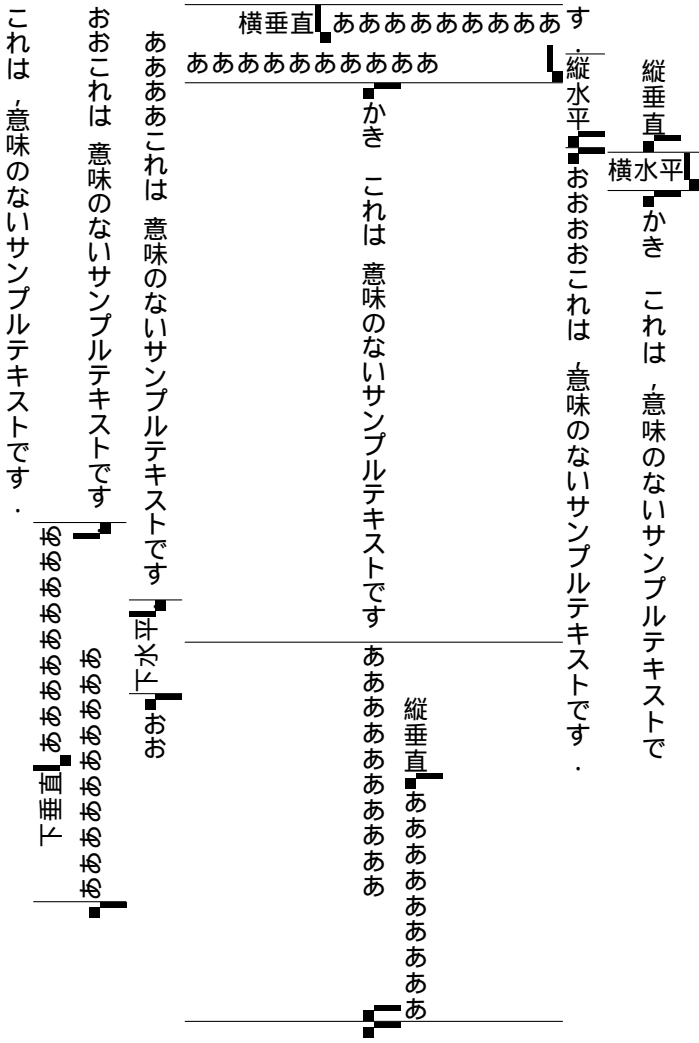 縦垂直
横水平
かき これは ,意味のないサンプルテキストで
す .
縦水平
おおおおこれは ,意味のないサンプルテキストです .
横垂直あああああああああ
ああああああああああ
かき これは ,意味のないサンプルテキストです
縦垂直あああああああああ
ああああああああああ
ああああこれは ,意味のないサンプルテキストです
下水平
おお
おおこれは ,意味のないサンプルテキストです
下垂直あああああああああ
ああああああああああ
これは ,意味のないサンプルテキストです .